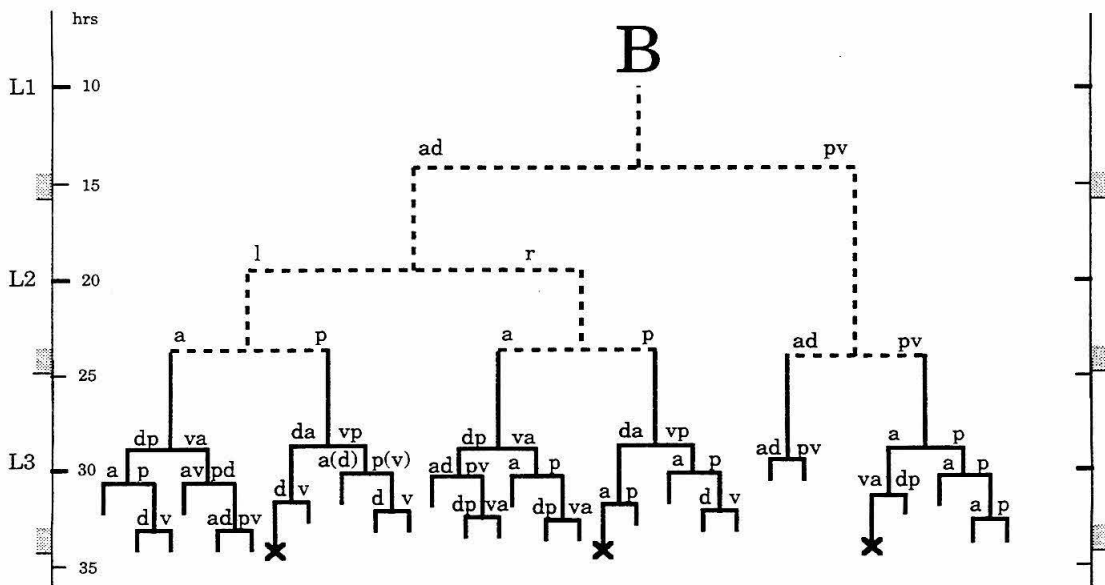 hrs
B
L1 10
ad pv
15
l r
L2 20
a p a p ad pv
25
dp va da vp dp va da vp a p
L3 30 a p av pd a(d) p(v) ad pv a p a p ad pv va dp a p
d v a p
d v ad pv d v dp va dp va d v a p
35